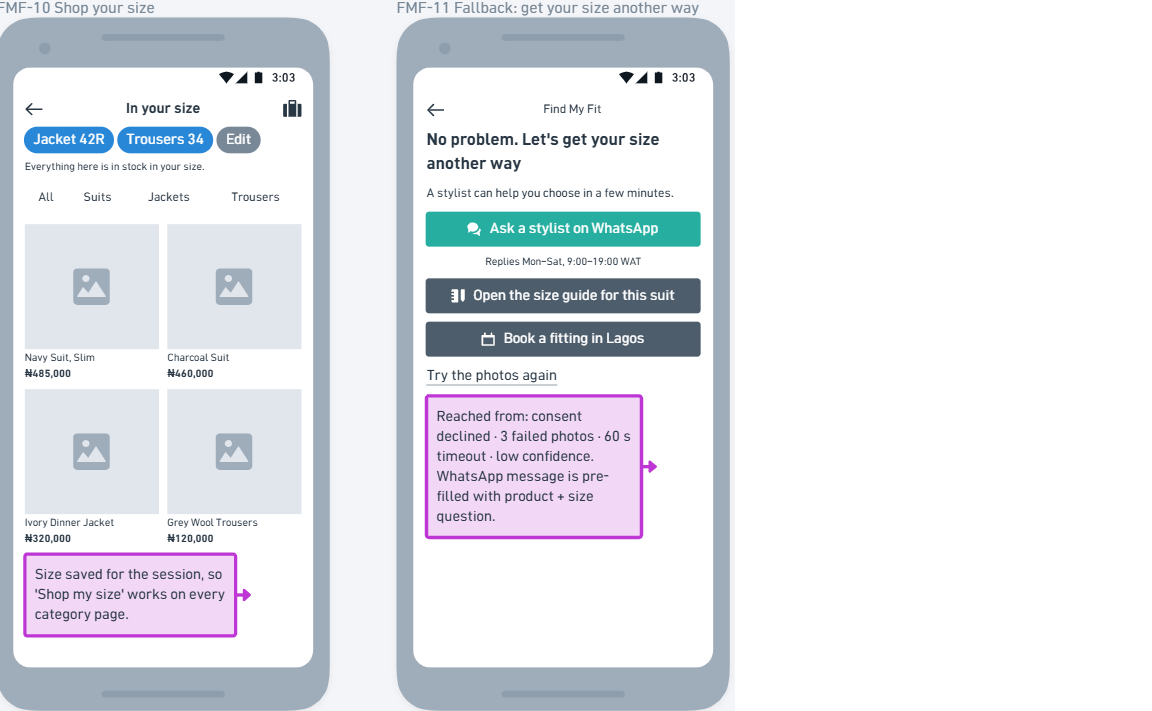 FMF-10 Shop your size
3:03
In your size
Jacket 42R
Trousers 34
Edit
Everything here is in stock in your size.
All
Suits
Jackets
Trousers
Navy Suit, Slim
₦485,000
Charcoal Suit
₦460,000
Ivory Dinner Jacket
₦320,000
Grey Wool Trousers
₦120,000
Size saved for the session, so
'Shop my size' works on every
category page.
FMF-11 Fallback: get your size another way
3:03
Find My Fit
No problem. Let's get your size
another way
A stylist can help you choose in a few minutes.
Ask a stylist on WhatsApp
Replies Mon–Sat, 9:00–19:00 WAT
Open the size guide for this suit
Book a fitting in Lagos
Try the photos again
Reached from: consent
declined · 3 failed photos · 60 s
timeout · low confidence.
WhatsApp message is pre-
filled with product + size
question.